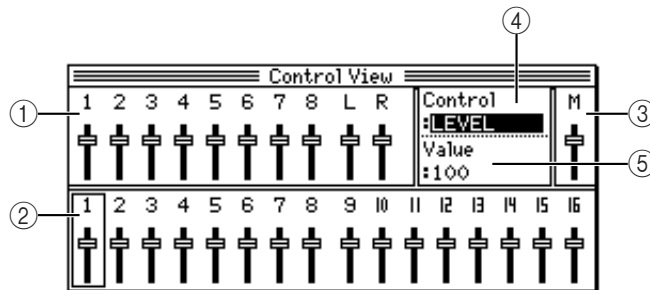 ④
Control View
① 1 2 3 4 5 6 7 8 L R Control M ③
:LEVEL
Value ⑤
:100
② 1 2 3 4 5 6 7 8 9 10 11 12 13 14 15 16